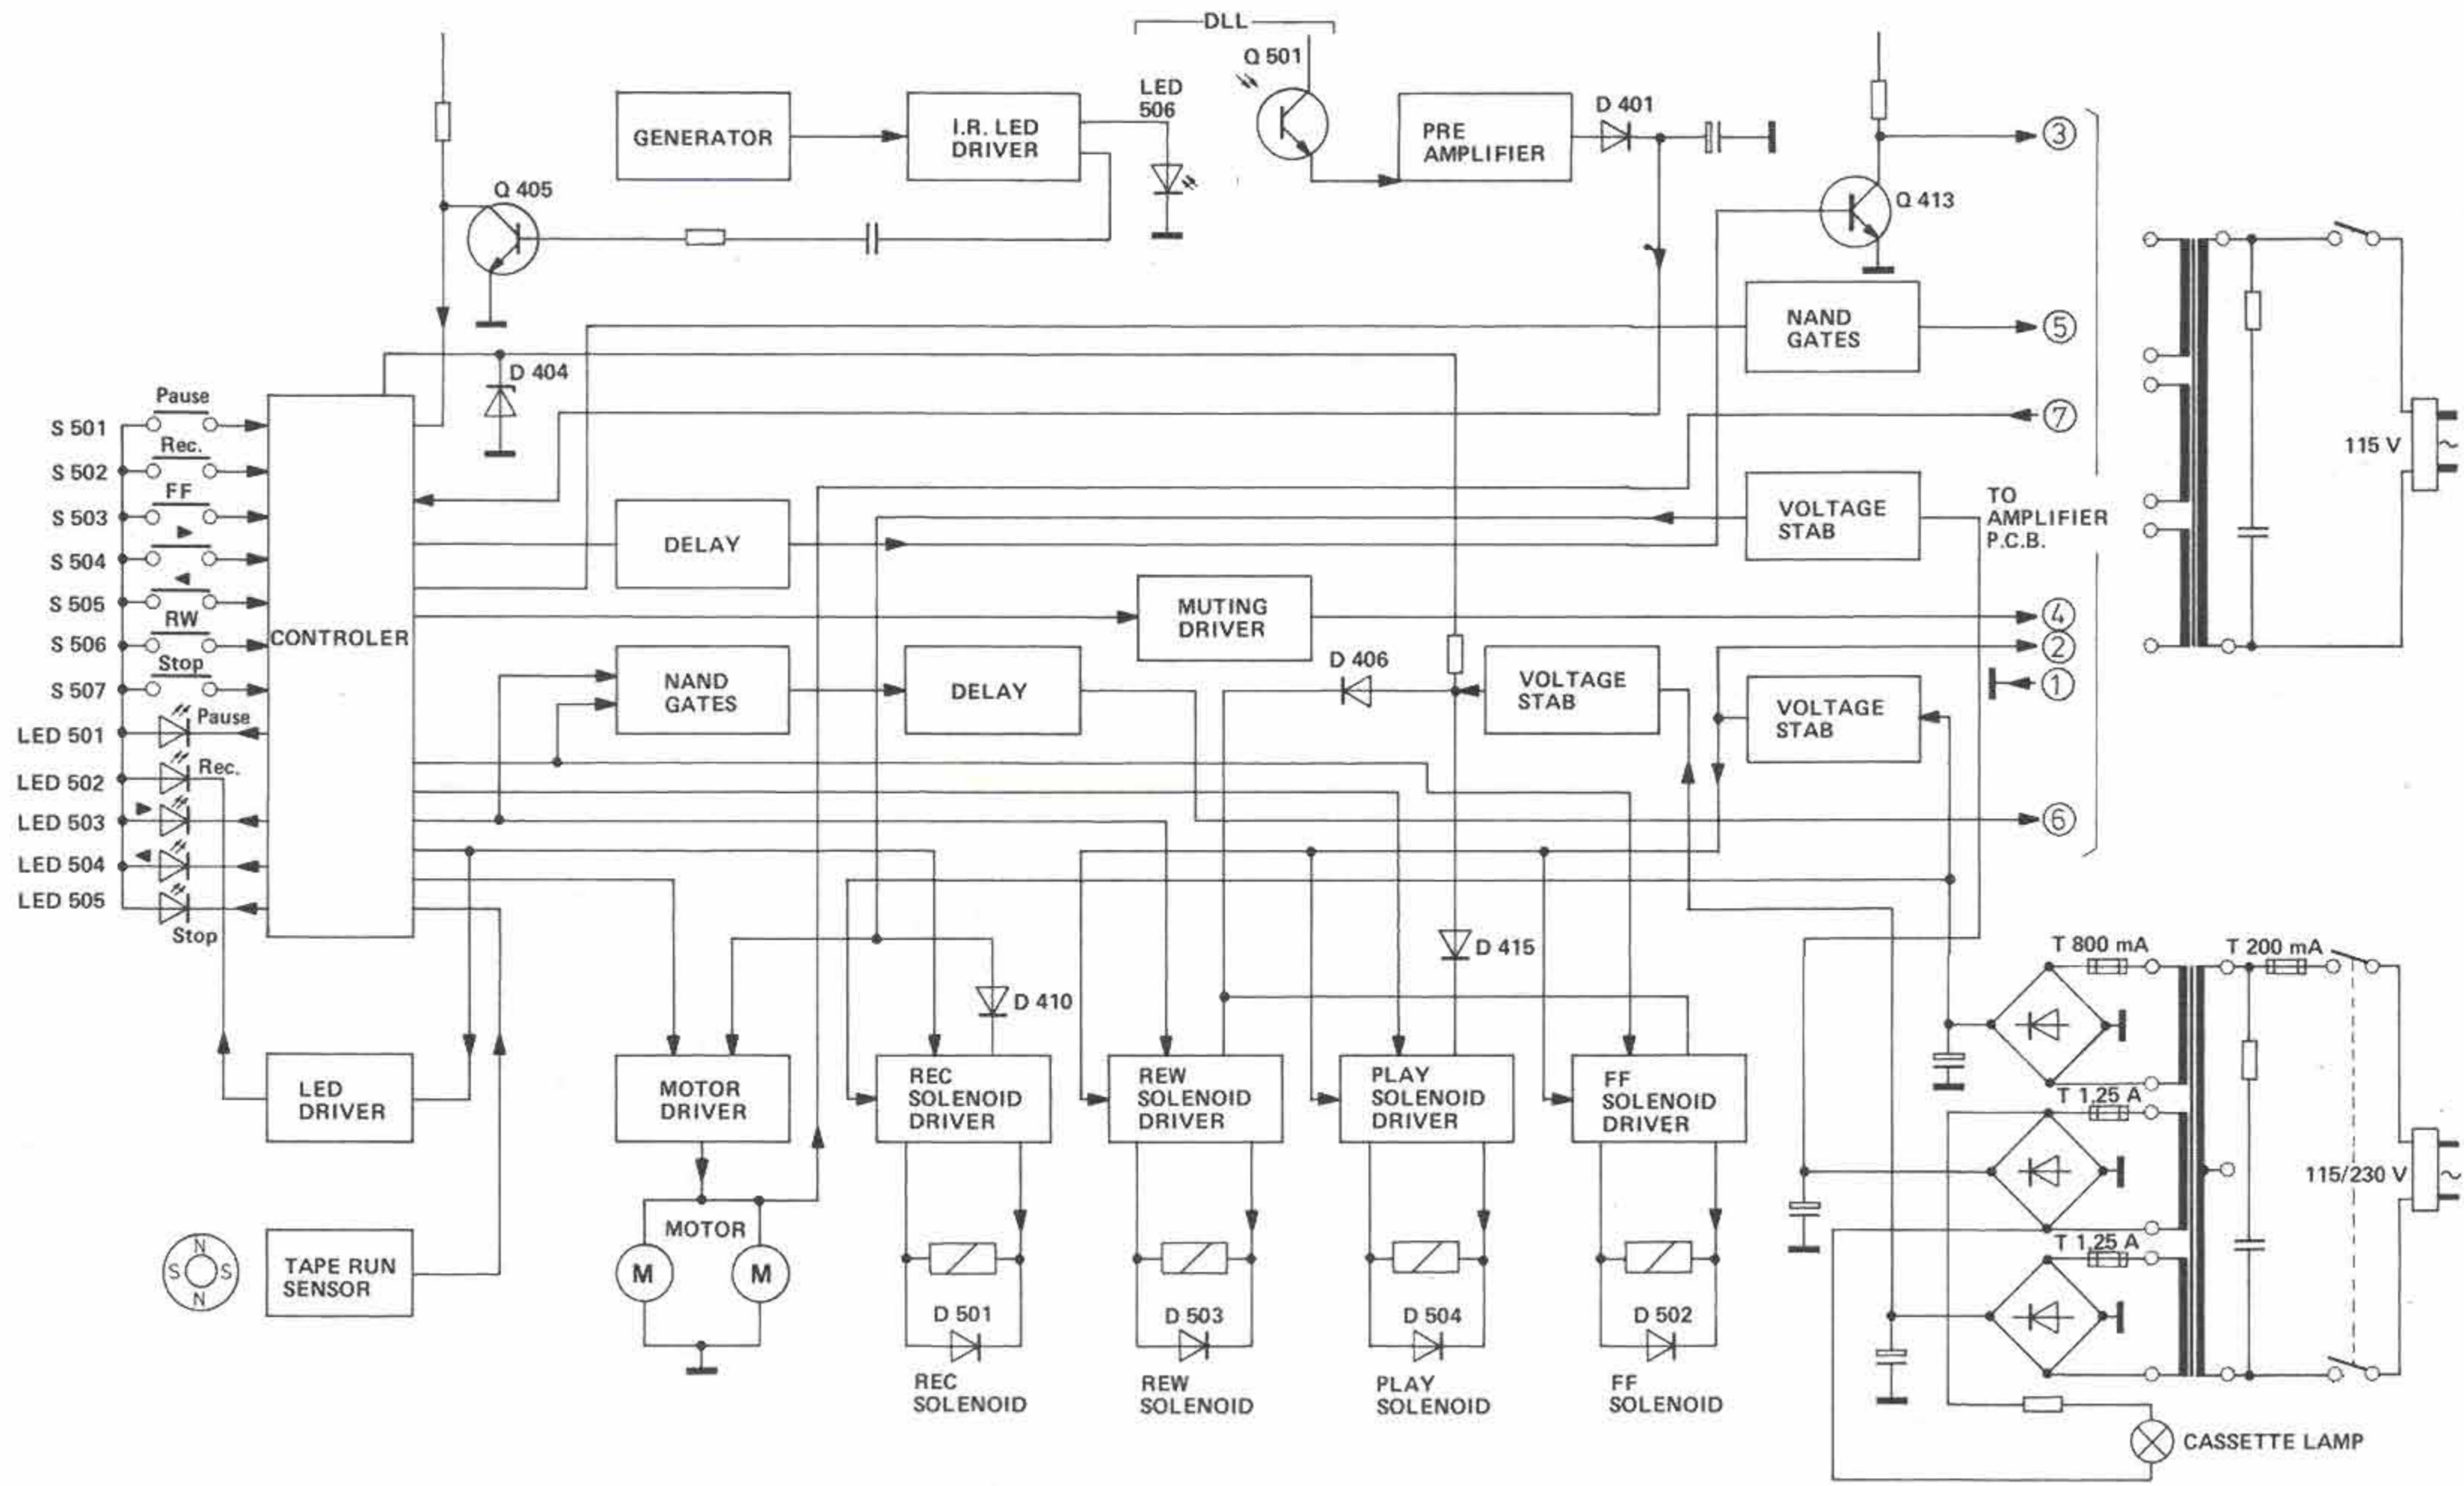 DLL
Q 501
LED
506
D 401
GENERATOR
I.R. LED
DRIVER
PRE
AMPLIFIER
3
Q 405
Q 413
NAND
GATES
5
D 404
Pause
S 501
7
115 V
~
Rec.
S 502
FF
S 503
VOLTAGE
STAB
TO
AMPLIFIER
P.C.B.
DELAY
S 504
S 505
MUTING
DRIVER
4
RW
S 506
CONTROLER
2
Stop
S 507
NAND
GATES
DELAY
D 406
VOLTAGE
STAB
1
VOLTAGE
STAB
LED 501
Pause
LED 502
Rec.
LED 503
6
LED 504
LED 505
Stop
D 415
T 800 mA
T 200 mA
D 410
LED
DRIVER
MOTOR
DRIVER
REC
SOLENOID
DRIVER
REW
SOLENOID
DRIVER
PLAY
SOLENOID
DRIVER
FF
SOLENOID
DRIVER
T 1,25 A
115/230 V
~
MOTOR
T 1,25 A
N
S S
N
TAPE RUN
SENSOR
M
M
D 501
D 503
D 504
D 502
REC
SOLENOID
REW
SOLENOID
PLAY
SOLENOID
FF
SOLENOID
CASSETTE LAMP